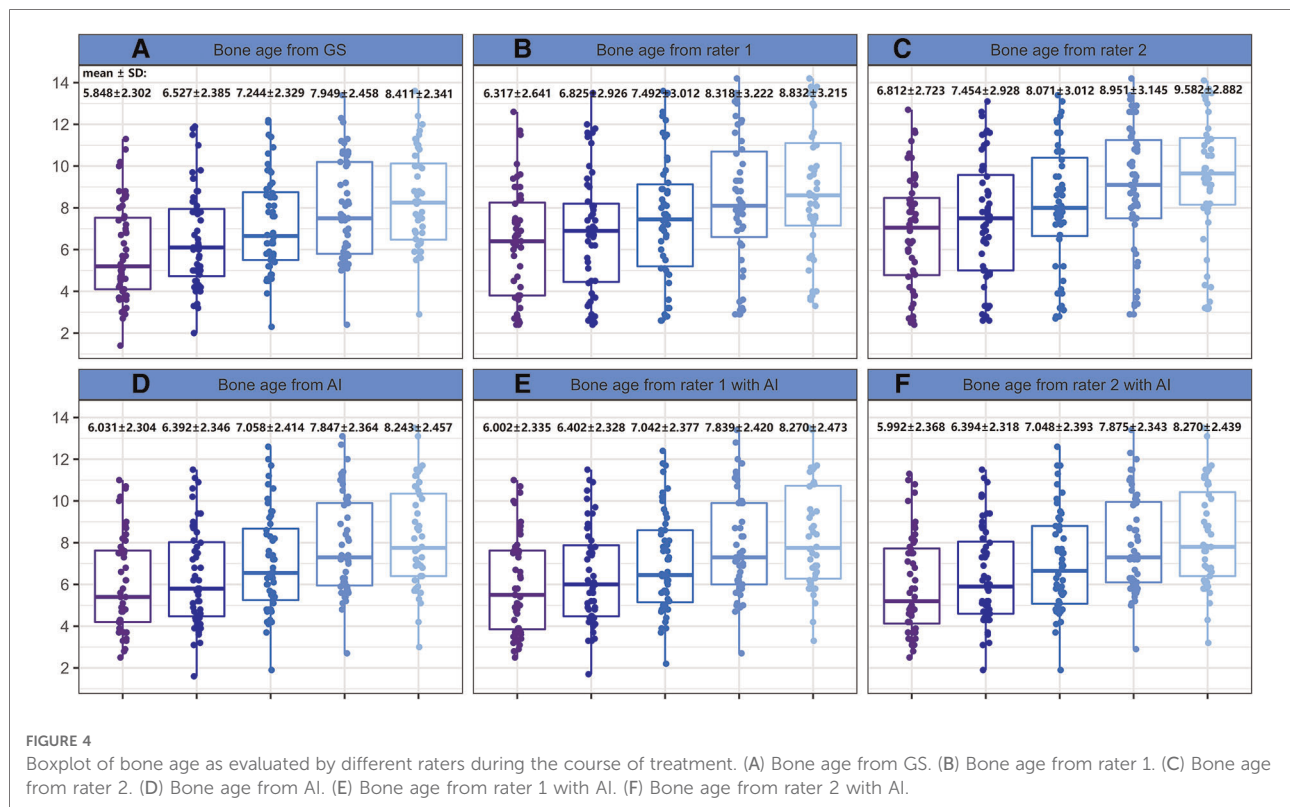 A Bone age from GS
B Bone age from rater 1
C Bone age from rater 2
mean ± SD:
5.848±2.302 6.527±2.385 7.244±2.329 7.949±2.458 8.411±2.341
6.317±2.641 6.825±2.926 7.492±3.012 8.318±3.222 8.832±3.215
6.812±2.723 7.454±2.928 8.071±3.012 8.951±3.145 9.582±2.882
14
12
10
8
6
4
2
D Bone age from AI
E Bone age from rater 1 with AI
F Bone age from rater 2 with AI
6.031±2.304 6.392±2.346 7.058±2.414 7.847±2.364 8.243±2.457
6.002±2.335 6.402±2.328 7.042±2.377 7.839±2.420 8.270±2.473
5.992±2.368 6.394±2.318 7.048±2.393 7.875±2.343 8.270±2.439
14
12
10
8
6
4
2
FIGURE 4
Boxplot of bone age as evaluated by different raters during the course of treatment. (A) Bone age from GS. (B) Bone age from rater 1. (C) Bone age
from rater 2. (D) Bone age from AI. (E) Bone age from rater 1 with AI. (F) Bone age from rater 2 with AI.